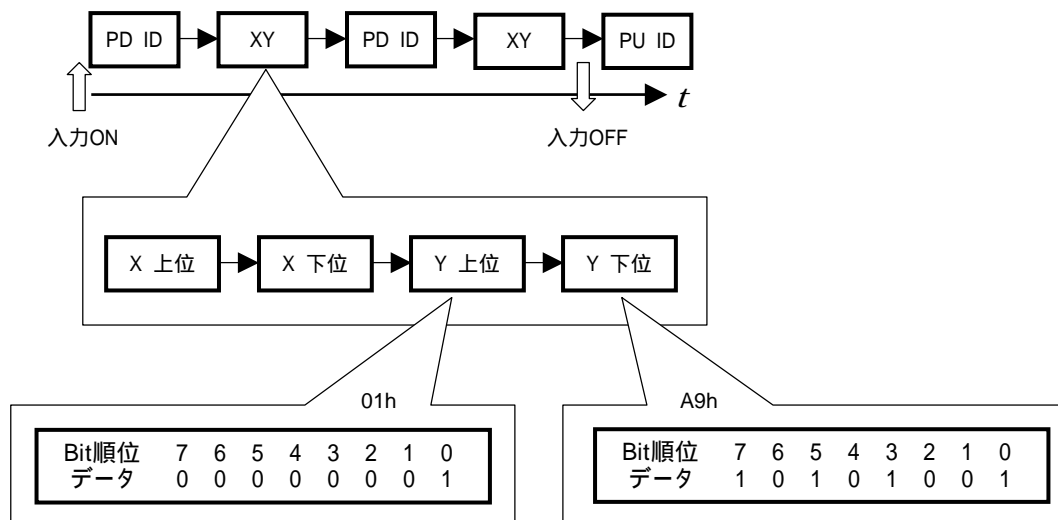 PD ID XY PD ID XY PU ID
t
入力ON 入力OFF
X 上位 X 下位 Y 上位 Y 下位
01h A9h
Bit順位 7 6 5 4 3 2 1 0
データ 0 0 0 0 0 0 0 1
Bit順位 7 6 5 4 3 2 1 0
データ 1 0 1 0 1 0 0 1